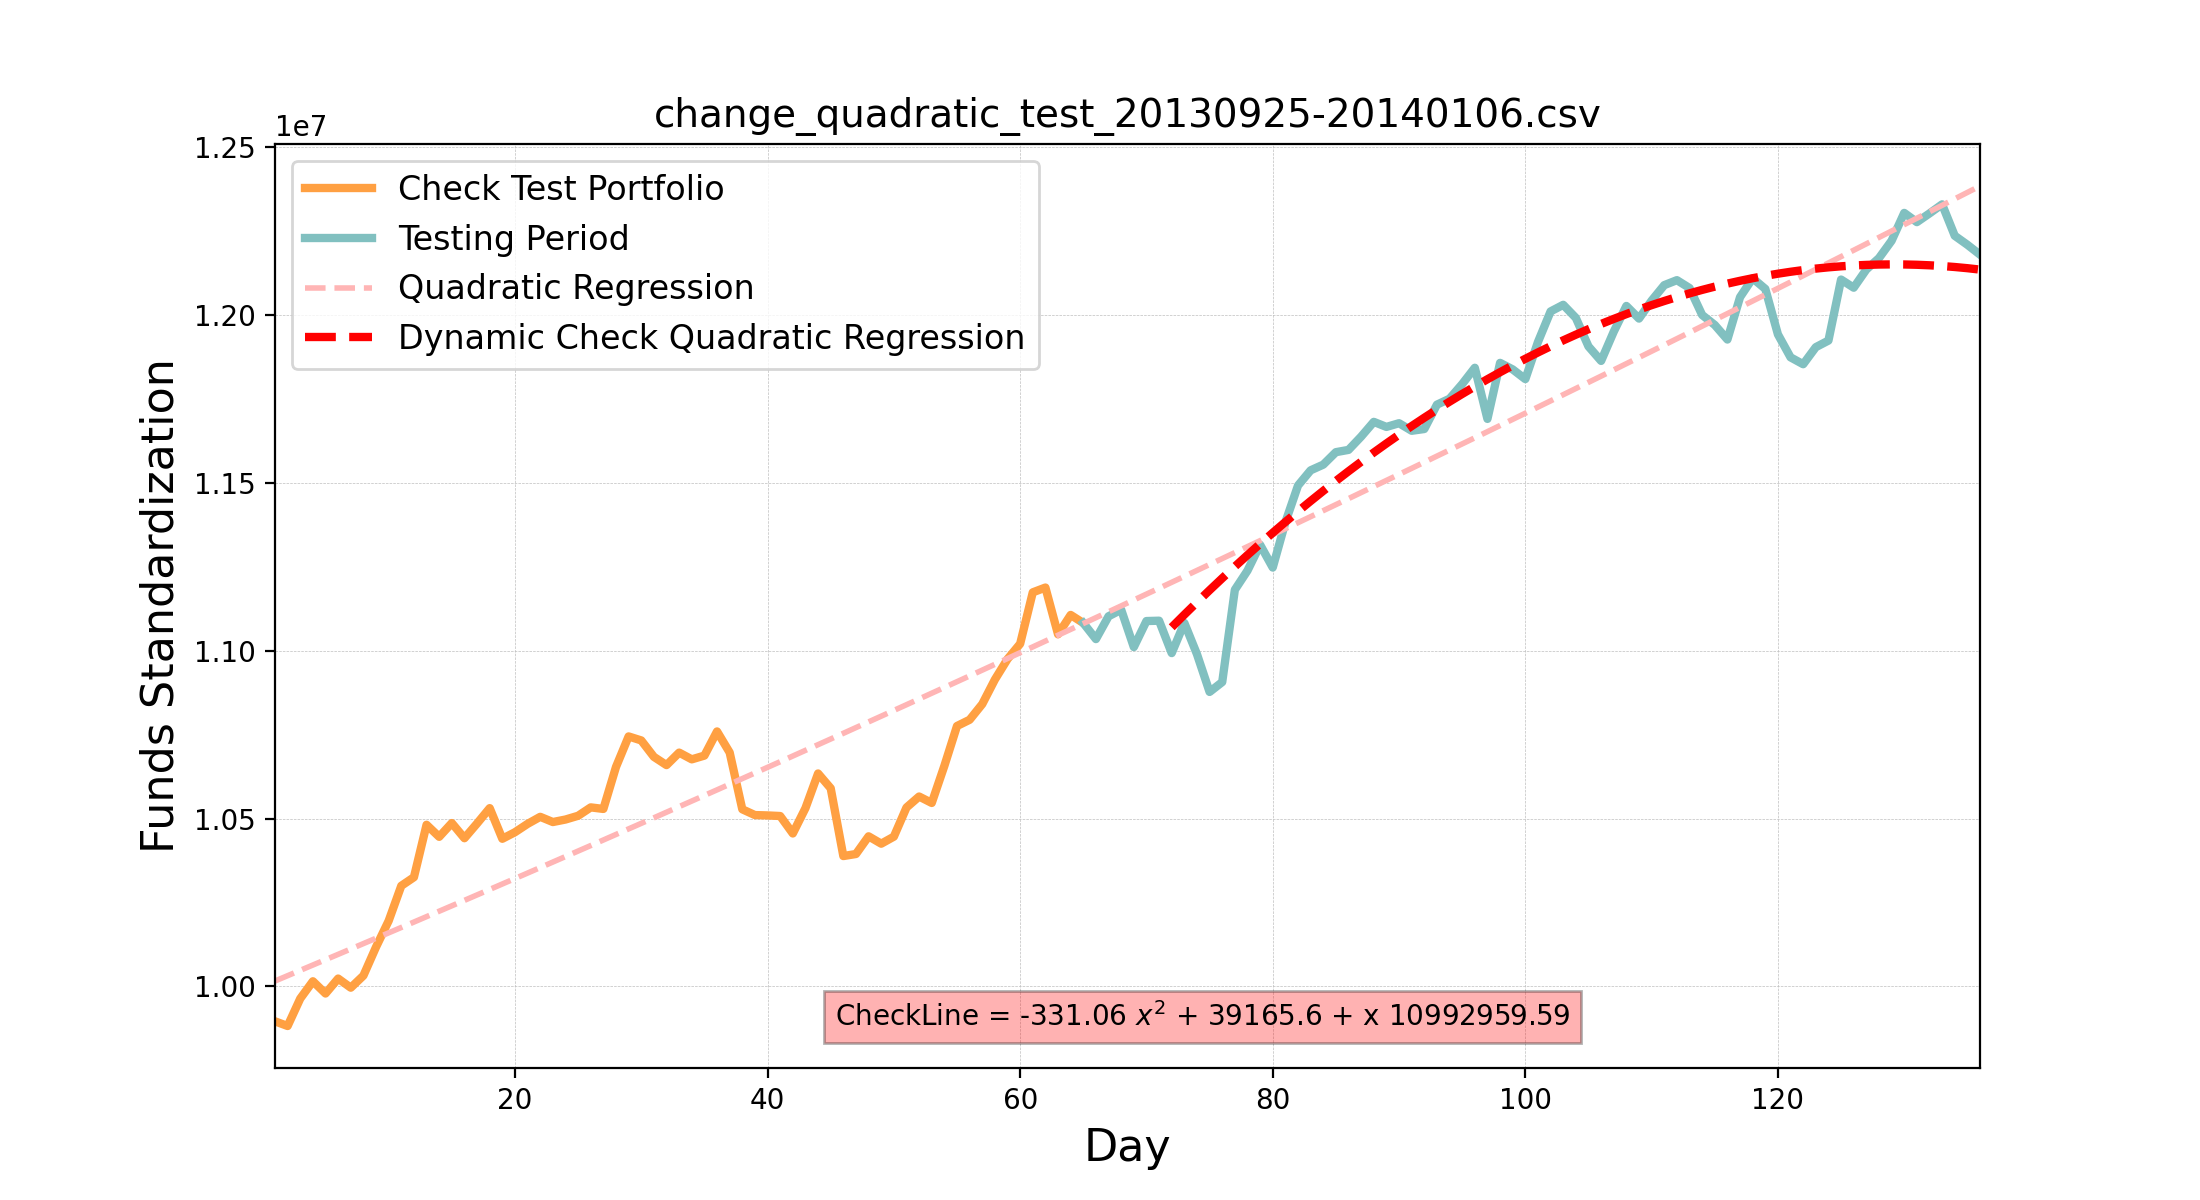 change_quadratic_test_20130925-20140106.csv
1e7
1.25
1.20
1.15
1.10
1.05
1.00
Funds Standardization
Check Test Portfolio
Testing Period
Quadratic Regression
Dynamic Check Quadratic Regression
CheckLine = -331.06 x² + 39165.6 + x 10992959.59
20 40 60 80 100 120
Day